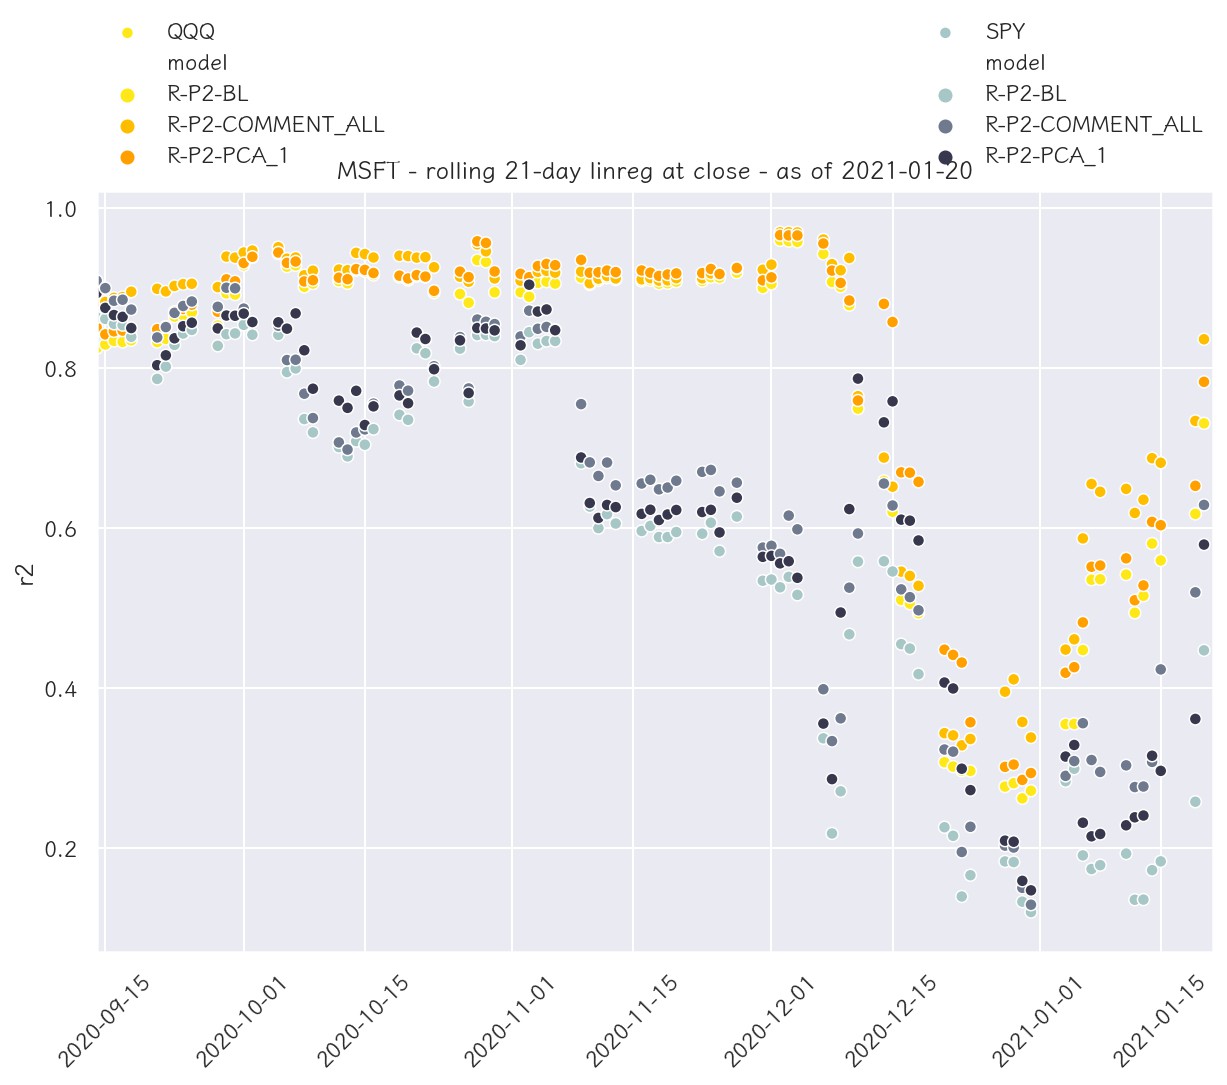 QQQ
model
R-P2-BL
R-P2-COMMENT_ALL
R-P2-PCA_1
SPY
model
R-P2-BL
R-P2-COMMENT_ALL
R-P2-PCA_1
MSFT - rolling 21-day linreg at close - as of 2021-01-20
1.0
0.8
0.6
0.4
0.2
r2
2020-09-15
2020-10-01
2020-10-15
2020-11-01
2020-11-15
2020-12-01
2020-12-15
2021-01-01
2021-01-15